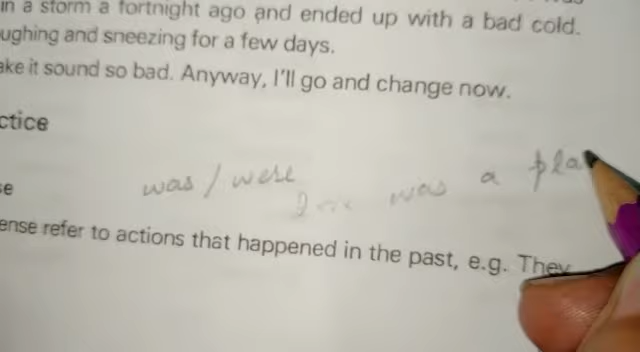 in a storm a fortnight ago and ended up with a bad cold.
ughing and sneezing for a few days.
ake it sound so bad. Anyway, I'll go and change now.
ctice
was / were
was a pla
se
ense refer to actions that happened in the past, e.g. They